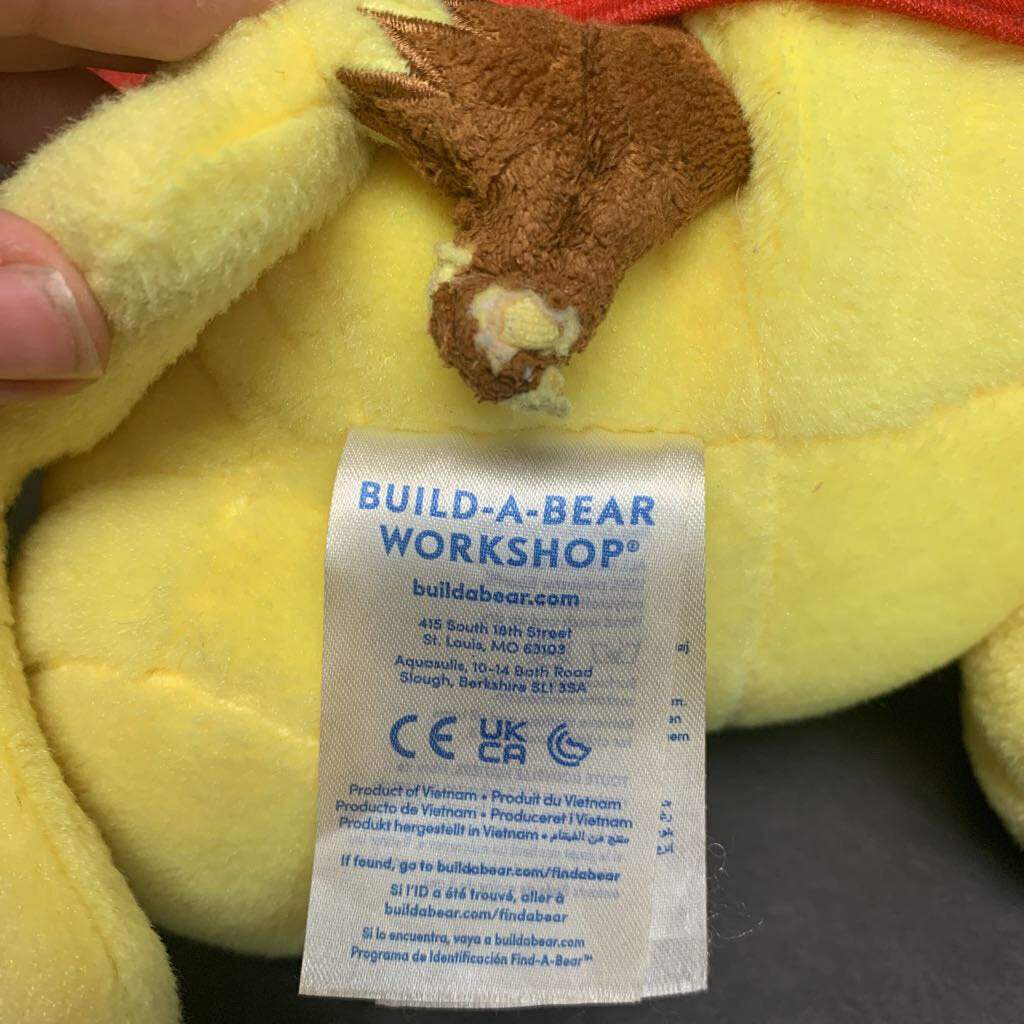 BUILD-A-BEAR
WORKSHOP®
buildabear.com
415 South 18th Street
St. Louis, MO 63103
Aquasulis, 10-14 Bath Road
Slough, Berkshire SL1 3SA
CE UK CA
Product of Vietnam • Produit du Vietnam
Producto de Vietnam • Produceret i Vietnam
Produkt hergestellt in Vietnam • منتج من الفيتنام
If found, go to buildabear.com/findabear
Si l'ID a été trouvé, aller à
buildabear.com/findabear
Si lo encuentra, vaya a buildabear.com
Programa de Identificación Find-A-Bear™